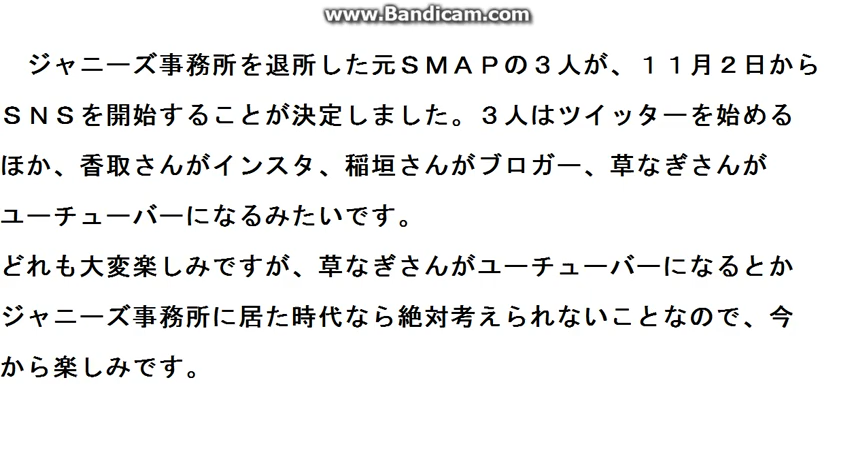 www.Bandicam.com
　ジャニーズ事務所を退所した元ＳＭＡＰの３人が、１１月２日から
ＳＮＳを開始することが決定しました。３人はツイッターを始める
ほか、香取さんがインスタ、稲垣さんがブロガー、草なぎさんが
ユーチューバーになるみたいです。
どれも大変楽しみですが、草なぎさんがユーチューバーになるとか
ジャニーズ事務所に居た時代なら絶対考えられないことなので、今
から楽しみです。